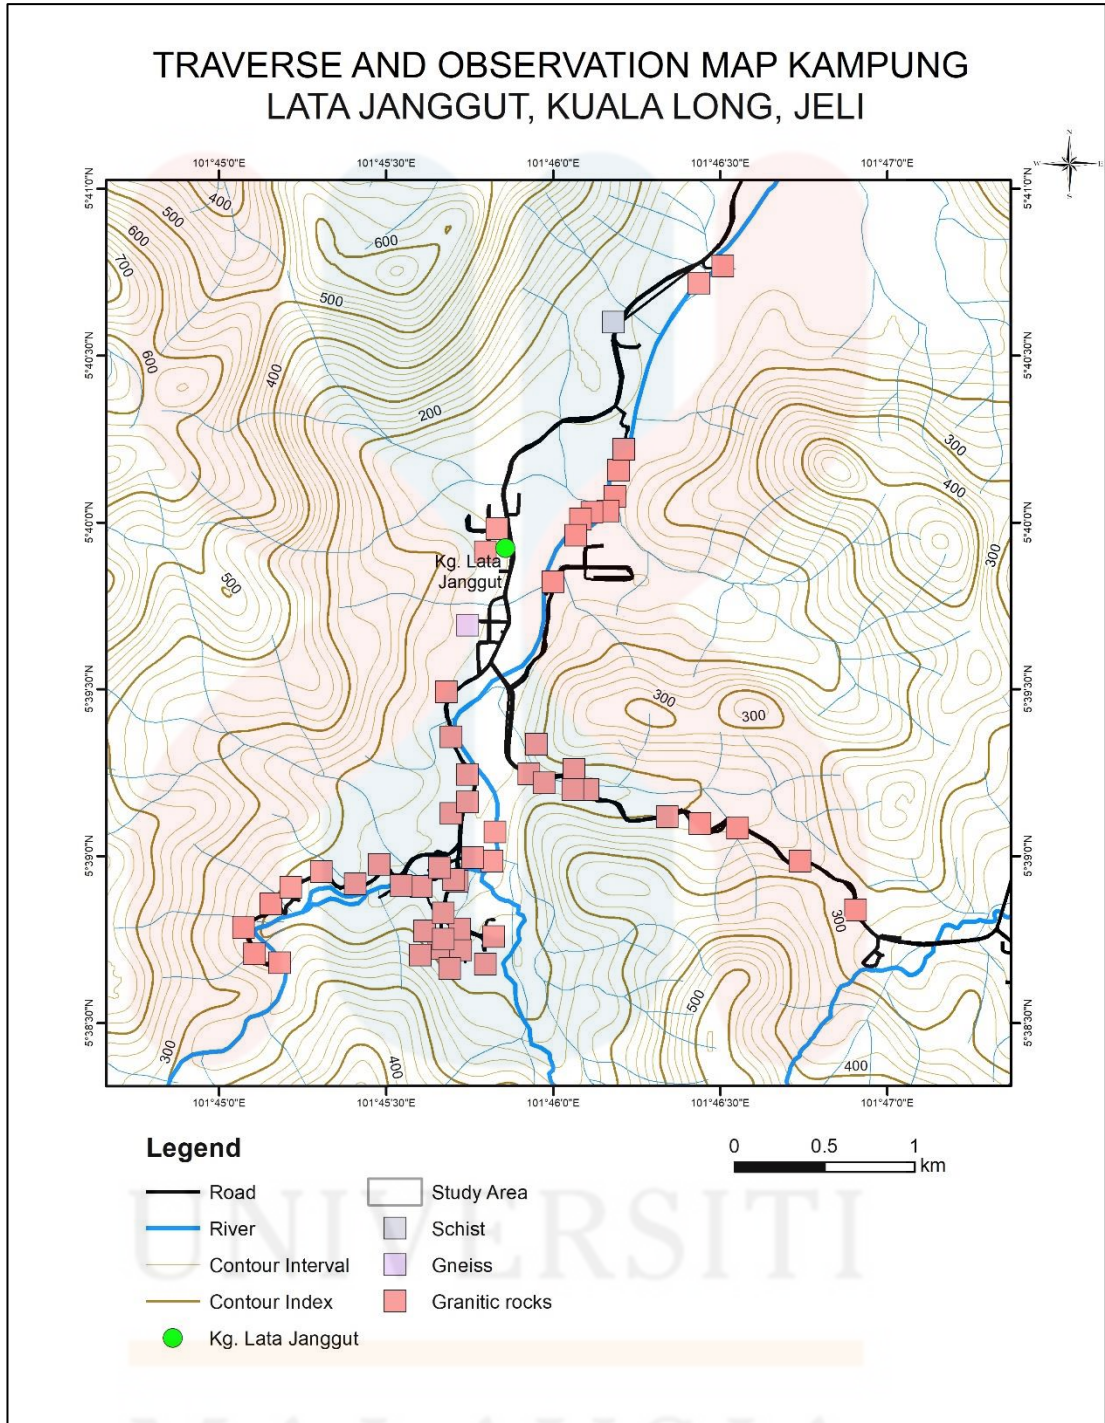 TRAVERSE AND OBSERVATION MAP KAMPUNG
LATA JANGGUT, KUALA LONG, JELI
N
W E
S
101°45'0"E 101°45'30"E 101°46'0"E 101°46'30"E 101°47'0"E
5°41'0"N 5°41'0"N
400
500
600
600
700
500
5°40'30"N 5°40'30"N
600
400
200
300
400
5°40'0"N 5°40'0"N
300
Kg. Lata
Janggut
500
5°39'30"N 5°39'30"N
300
300
5°39'0"N 5°39'0"N
300
500
5°38'30"N 5°38'30"N
300
400
400
101°45'0"E 101°45'30"E 101°46'0"E 101°46'30"E 101°47'0"E
Legend
0 0.5 1
km
Road
Study Area
River
Schist
Contour Interval
Gneiss
Contour Index
Granitic rocks
Kg. Lata Janggut
UNIVERSITI
MALAYSIA